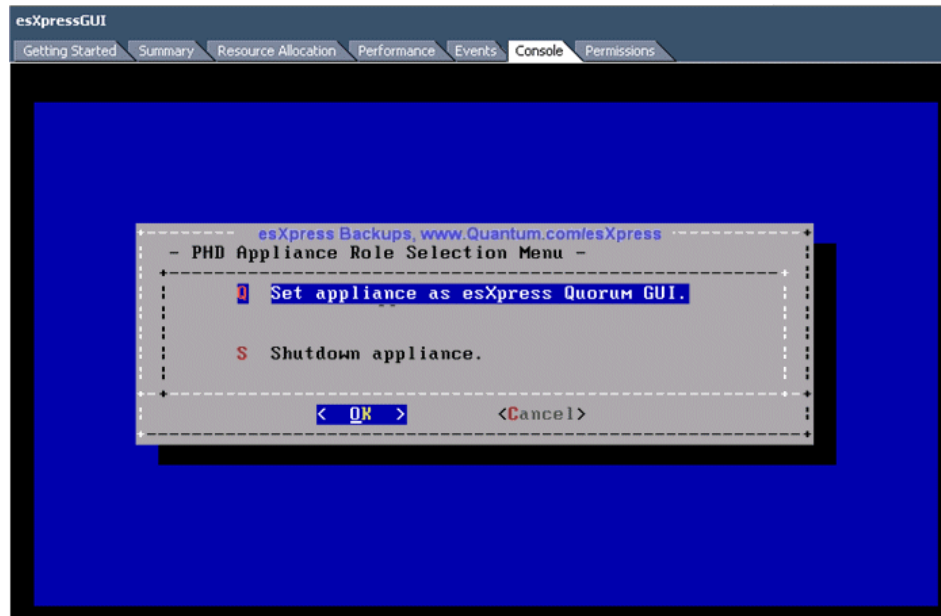 esXpressGUI
Getting Started Summary Resource Allocation Performance Events Console Permissions
esXpress Backups, www.Quantum.com/esXpress
- PHD Appliance Role Selection Menu -
Q Set appliance as esXpress Quorum GUI.
S Shutdown appliance.
< OK > <Cancel>